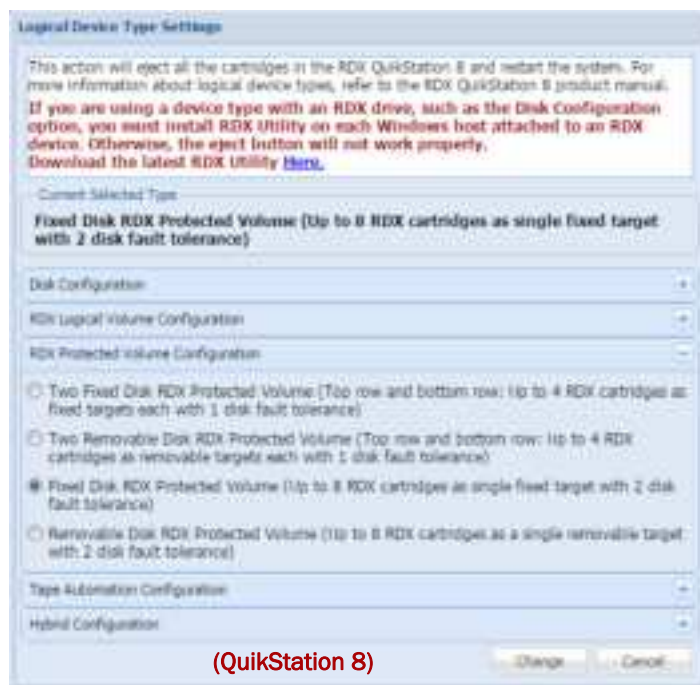 Logical Device Type Settings
This action will eject all the cartridges in the RDX QuikStation 8 and restart the system. For
more information about logical device types, refer to the RDX QuikStation 8 product manual.
If you are using a device type with an RDX drive, such as the Disk Configuration
option, you must install RDX Utility on each Windows host attached to an RDX
device. Otherwise, the eject button will not work properly.
Download the latest RDX Utility Here.
Current Selected Type
Fixed Disk RDX Protected Volume (Up to 8 RDX cartridges as single fixed target
with 2 disk fault tolerance)
Disk Configuration
RDX Logical Volume Configuration
RDX Protected Volume Configuration
Two Fixed Disk RDX Protected Volume (Top row and bottom row: Up to 4 RDX cartridges as
fixed targets each with 1 disk fault tolerance)
Two Removable Disk RDX Protected Volume (Top row and bottom row: Up to 4 RDX
cartridges as removable targets each with 1 disk fault tolerance)
Fixed Disk RDX Protected Volume (Up to 8 RDX cartridges as single fixed target with 2 disk
fault tolerance)
Removable Disk RDX Protected Volume (Up to 8 RDX cartridges as a single removable target
with 2 disk fault tolerance)
Tape Automation Configuration
Hybrid Configuration
(QuikStation 8)
Change Cancel